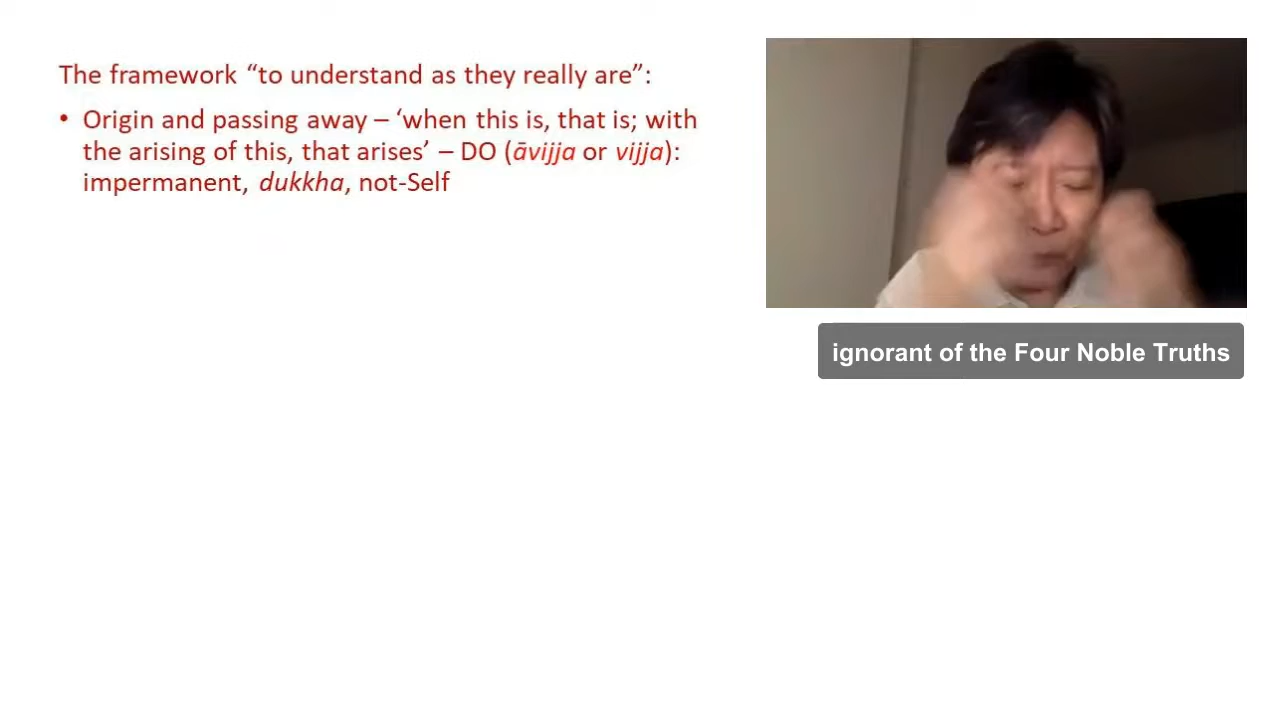 The framework “to understand as they really are”:
• Origin and passing away – ‘when this is, that is; with
the arising of this, that arises’ – DO (āvijja or vijja):
impermanent, dukkha, not-Self
ignorant of the Four Noble Truths